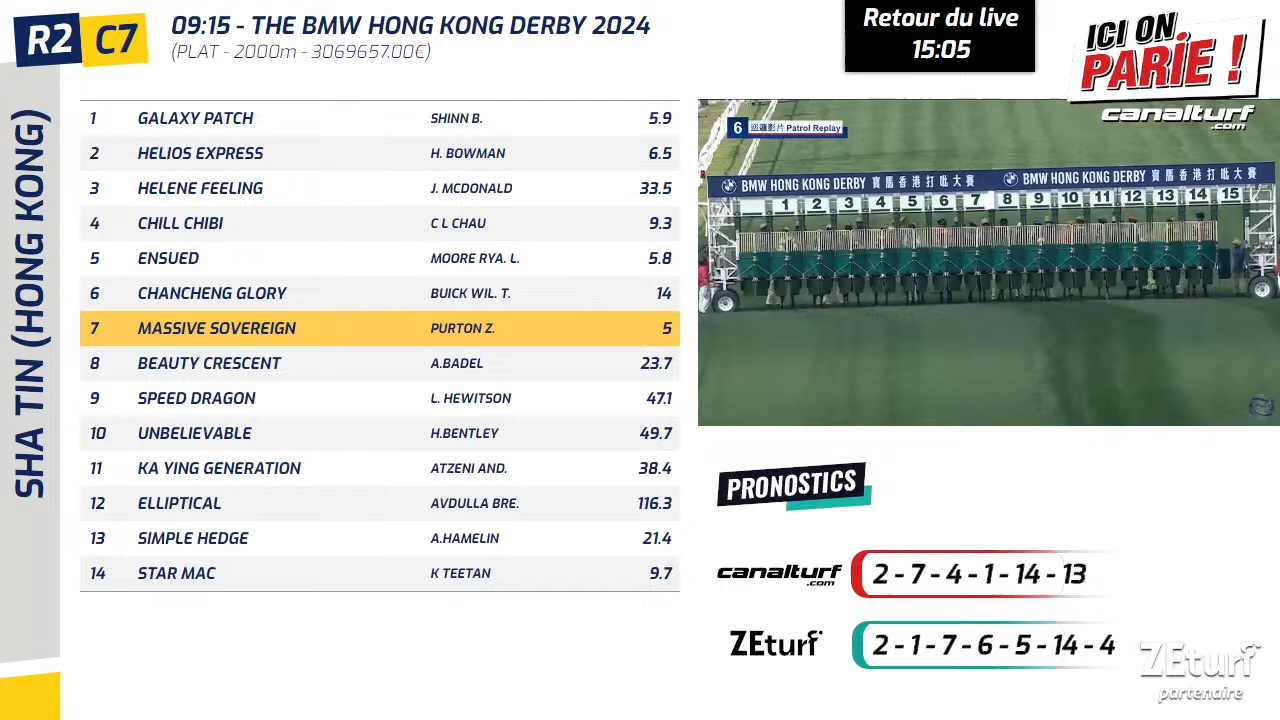 R2 C7
09:15 - THE BMW HONG KONG DERBY 2024
(PLAT - 2000m - 3069657.00€)
Retour du live
15:05
ICI ON
PARIE !
canalturf
.com
SHA TIN (HONG KONG)
1 GALAXY PATCH SHINN B. 5.9
2 HELIOS EXPRESS H. BOWMAN 6.5
3 HELENE FEELING J. MCDONALD 33.5
4 CHILL CHIBI C L CHAU 9.3
5 ENSUED MOORE RYA. L. 5.8
6 CHANCHENG GLORY BUICK WIL. T. 14
7 MASSIVE SOVEREIGN PURTON Z. 5
8 BEAUTY CRESCENT A.BADEL 23.7
9 SPEED DRAGON L. HEWITSON 47.1
10 UNBELIEVABLE H.BENTLEY 49.7
11 KA YING GENERATION ATZENI AND. 38.4
12 ELLIPTICAL AVDULLA BRE. 116.3
13 SIMPLE HEDGE A.HAMELIN 21.4
14 STAR MAC K TEETAN 9.7
6 巡邏影片 Patrol Replay
BMW HONG KONG DERBY 寶馬香港打吡大賽 BMW HONG KONG DERBY 寶馬香港打吡大賽
1 2 3 4 5 6 7 8 9 10 11 12 13 14 15
PRONOSTICS
canalturf
.com
2 - 7 - 4 - 1 - 14 - 13
ZEturf
2 - 1 - 7 - 6 - 5 - 14 - 4
ZEturf
partenaire